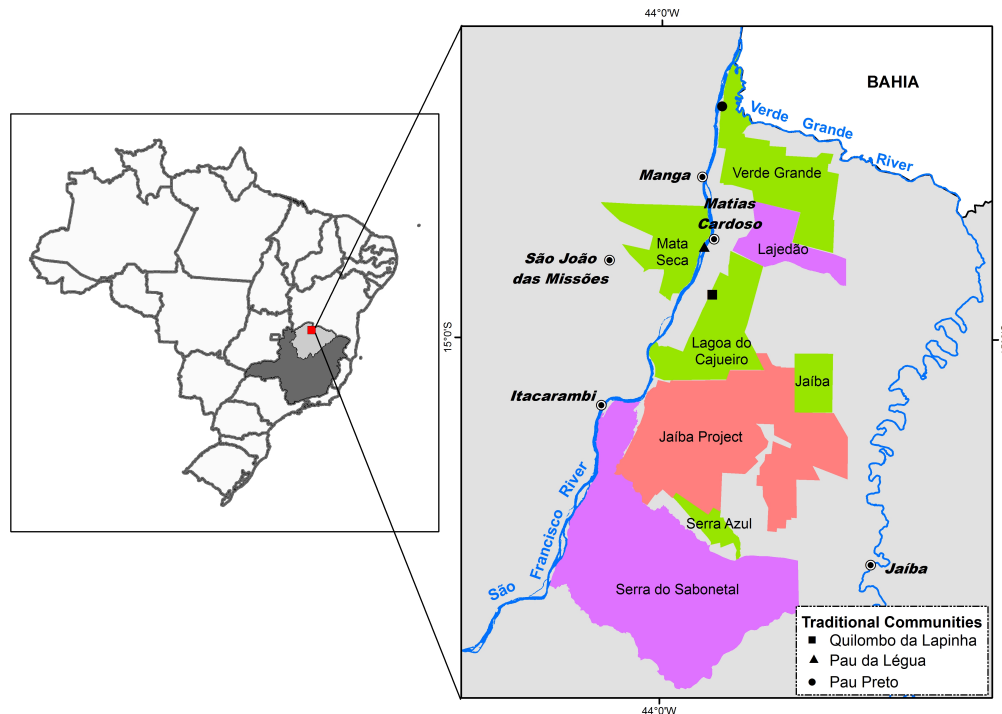 44°0'W
BAHIA
Verde Grande
River
Verde Grande
Manga
Matias
Cardoso
Lajedão
Mata
Seca
São João
das Missões
15°0'S
Lagoa do
Cajueiro
Jaíba
Itacarambi
Jaíba Project
São Francisco River
Serra Azul
Jaíba
Serra do Sabonetal
Traditional Communities
Quilombo da Lapinha
Pau da Légua
Pau Preto
44°0'W